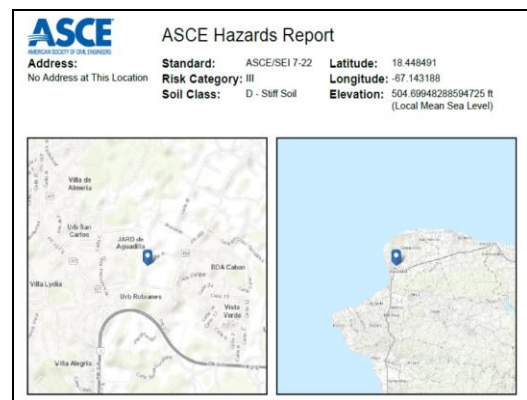 ASCE
AMERICAN SOCIETY OF CIVIL ENGINEERS
ASCE Hazards Report
Address:
No Address at This Location
Standard: ASCE/SEI 7-22
Risk Category: III
Soil Class: D - Stiff Soil
Latitude: 18.448491
Longitude: -67.143188
Elevation: 504.69948288594725 ft
(Local Mean Sea Level)
Villa de
Almeria
Urb San
Carlos
JARD de
Aguadilla
BDA Caban
Villa Lydia
Urb Rubianes
Vista
Verde
Villa Alegria